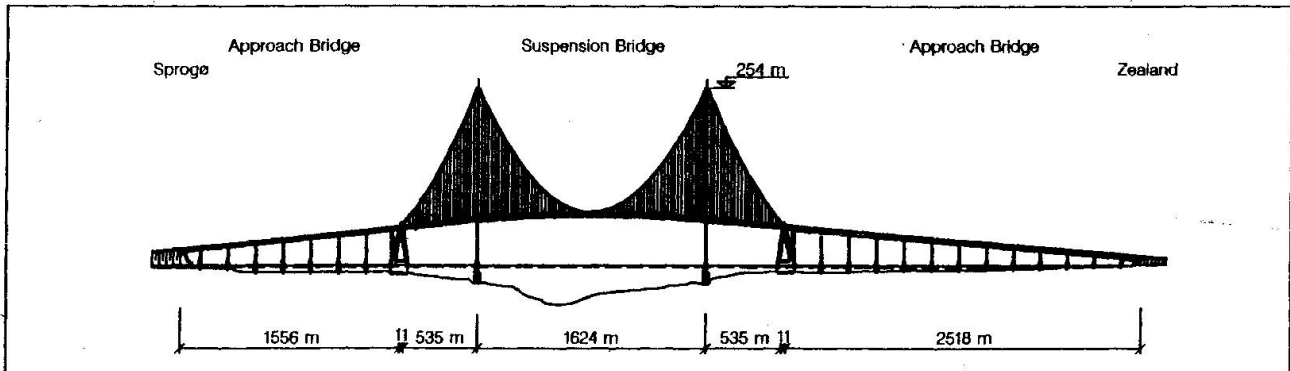 Approach Bridge Suspension Bridge Approach Bridge
Sprogø 254 m Zealand
1556 m 11 535 m 1624 m 535 m 11 2518 m